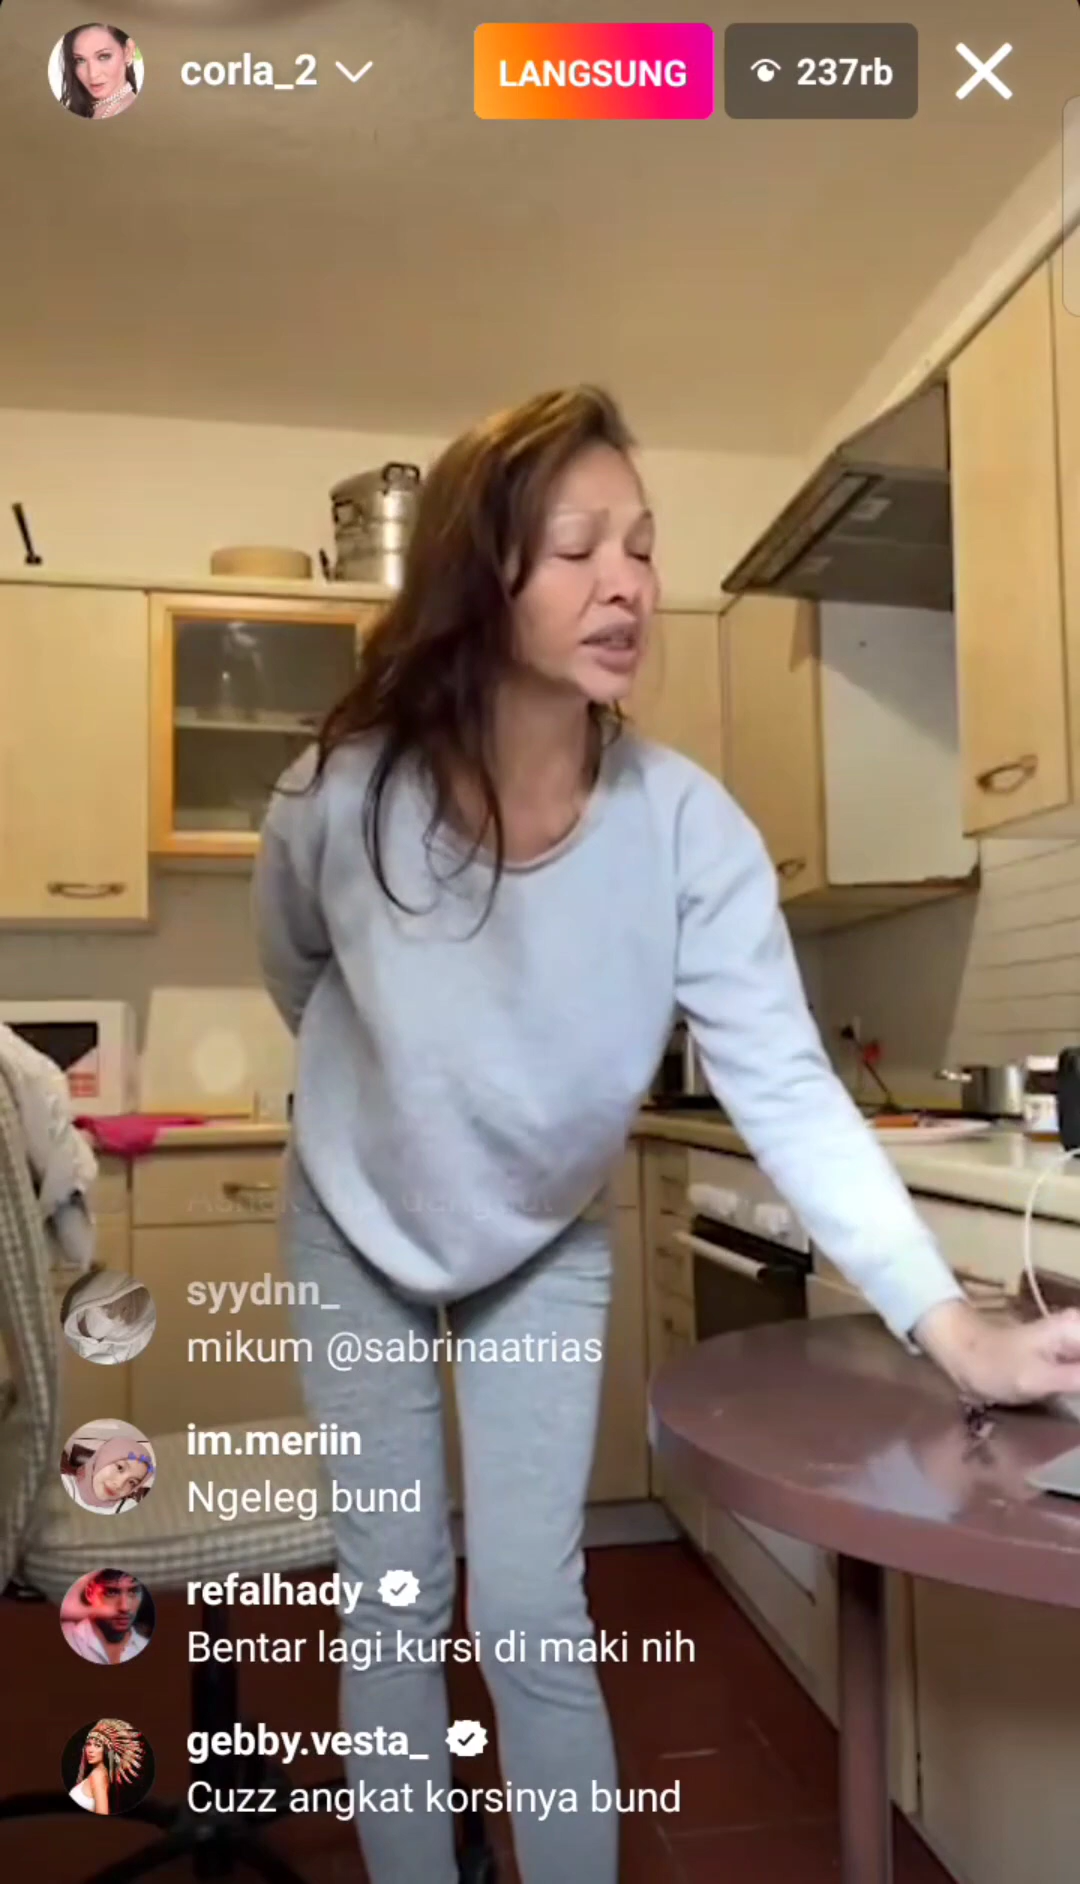 corla_2
LANGSUNG
237rb
syydnn_
mikum @sabrinaatrias
im.meriin
Ngeleg bund
refalhady
Bentar lagi kursi di maki nih
gebby.vesta_
Cuzz angkat korsinya bund